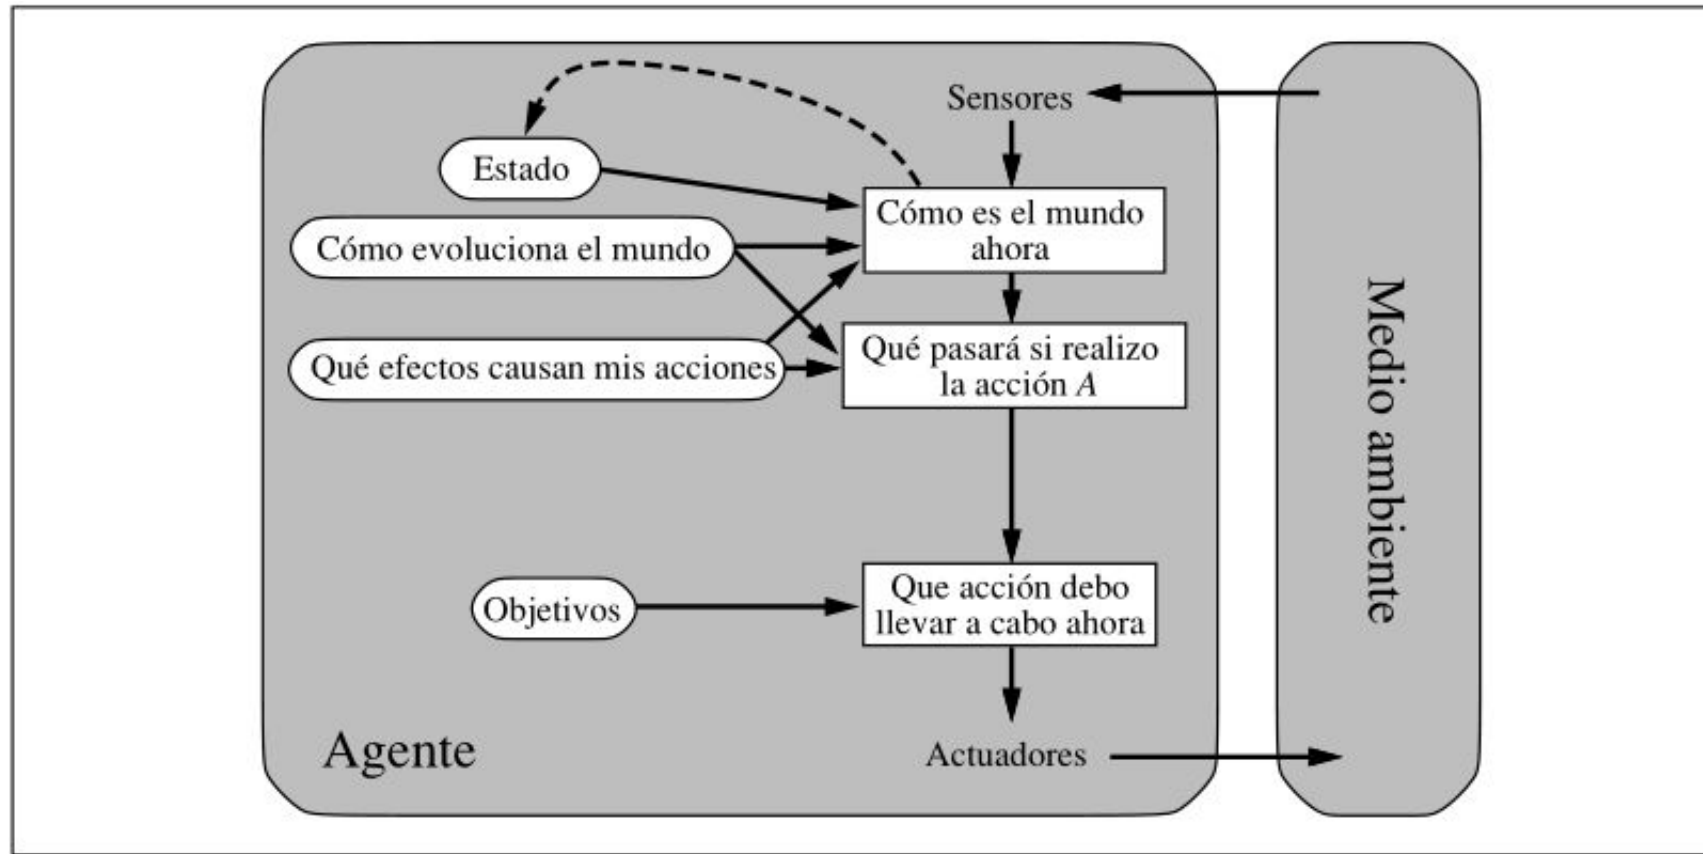 Sensores
Estado
Cómo es el mundo
ahora
Cómo evoluciona el mundo
Qué efectos causan mis acciones
Qué pasará si realizo
la acción A
Objetivos
Que acción debo
llevar a cabo ahora
Agente
Actuadores
Medio ambiente